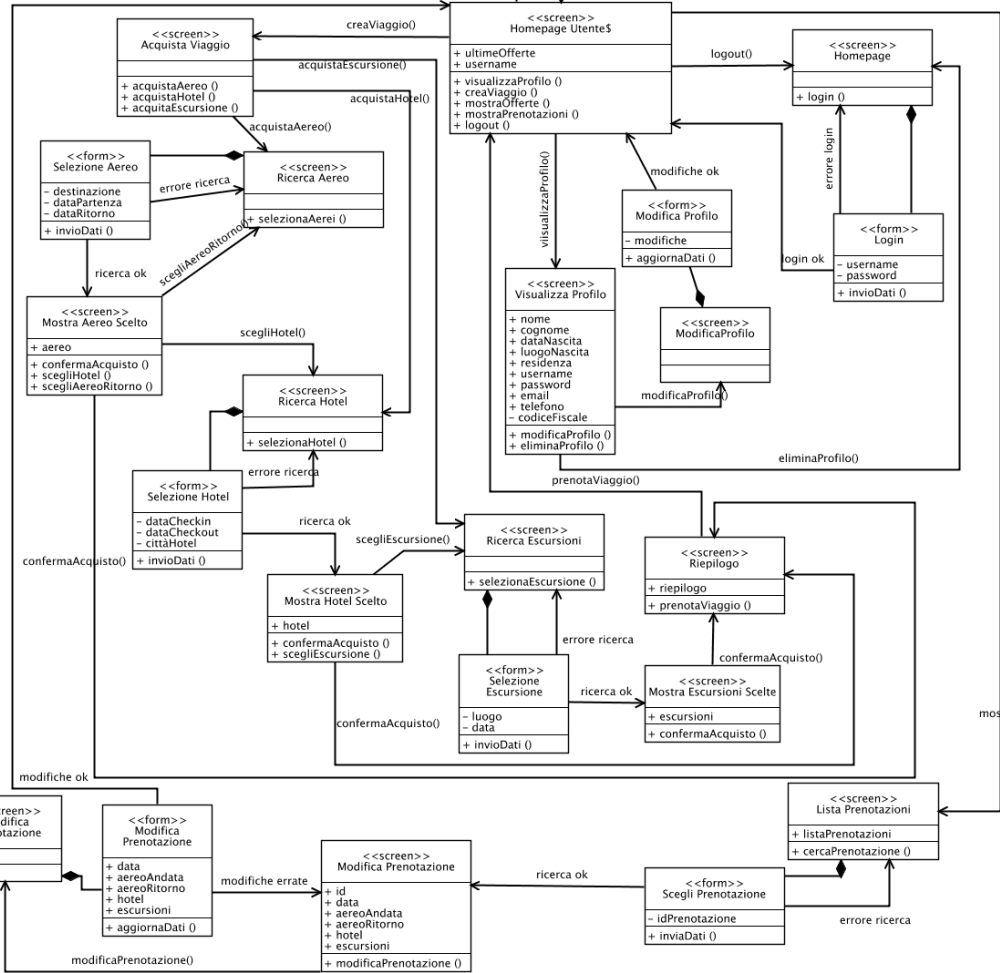 <<screen>>
Homepage Utente$
+ ultimeOfferte
+ username
+ visualizzaProfilo ()
+ creaViaggio ()
+ mostraOfferte ()
+ mostraPrenotazioni ()
+ logout ()
creaViaggio()
<<screen>>
Acquista Viaggio
+ acquistaAereo ()
+ acquistaHotel ()
+ acquitaEscursione ()
acquistaEscursione()
acquistaHotel()
acquistaAereo()
logout()
<<screen>>
Homepage
+ login ()
<<form>>
Selezione Aereo
- destinazione
- dataPartenza
- dataRitorno
+ invioDati ()
errore ricerca
<<screen>>
Ricerca Aereo
+ selezionaAerei ()
scegliAereoRitorno()
ricerca ok
viisualizzaProfilo()
modifiche ok
<<form>>
Modifica Profilo
- modifiche
+ aggiornaDati ()
errore login
<<form>>
Login
- username
- password
+ invioDati ()
login ok
<<screen>>
Mostra Aereo Scelto
+ aereo
+ confermaAcquisto ()
+ scegliHotel ()
+ scegliAereoRitorno ()
scegliHotel()
<<screen>>
Visualizza Profilo
+ nome
+ cognome
+ dataNascita
+ luogoNascita
+ residenza
+ username
+ password
+ email
+ telefono
- codiceFiscale
+ modificaProfilo ()
+ eliminaProfilo ()
<<screen>>
ModificaProfilo
modificaProfilo()
eliminaProfilo()
prenotaViaggio()
<<screen>>
Ricerca Hotel
+ selezionaHotel ()
errore ricerca
<<form>>
Selezione Hotel
- dataCheckin
- dataCheckout
- cittàHotel
+ invioDati ()
ricerca ok
confermaAcquisto()
scegliEscursione()
<<screen>>
Ricerca Escursioni
+ selezionaEscursione ()
<<screen>>
Riepilogo
+ riepilogo
+ prenotaViaggio ()
<<screen>>
Mostra Hotel Scelto
+ hotel
+ confermaAcquisto ()
+ scegliEscursione ()
errore ricerca
confermaAcquisto()
<<form>>
Selezione
Escursione
- luogo
- data
+ invioDati ()
ricerca ok
<<screen>>
Mostra Escursioni Scelte
+ escursioni
+ confermaAcquisto ()
confermaAcquisto()
mos
modifiche ok
reen>>
difica
otazione
<<form>>
Modifica
Prenotazione
+ data
+ aereoAndata
+ aereoRitorno
+ hotel
+ escursioni
+ aggiornaDati ()
modifiche errate
<<screen>>
Modifica Prenotazione
+ id
+ data
+ aereoAndata
+ aereoRitorno
+ hotel
+ escursioni
+ modificaPrenotazione ()
modificaPrenotazione()
ricerca ok
<<screen>>
Lista Prenotazioni
+ listaPrenotazioni
+ cercaPrenotazione ()
<<form>>
Scegli Prenotazione
- idPrenotazione
+ inviaDati ()
errore ricerca